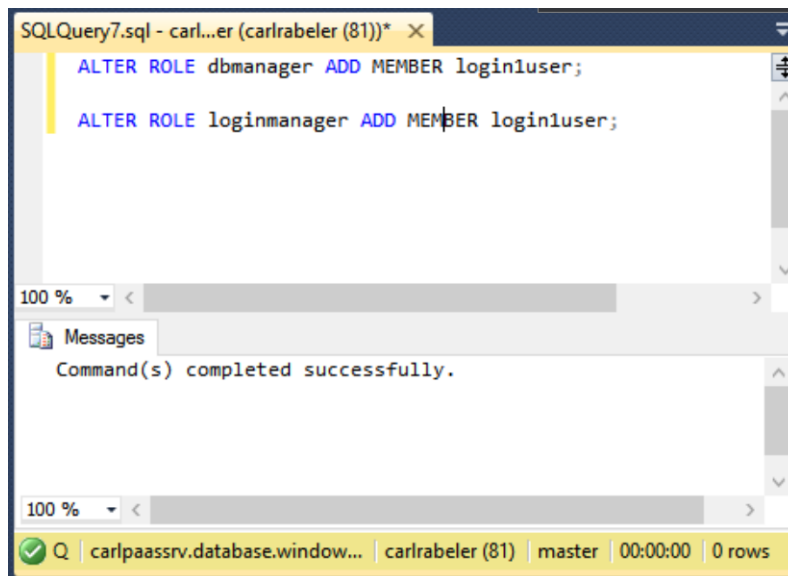 SQLQuery7.sql - carl...er (carlrabeler (81))*
ALTER ROLE dbmanager ADD MEMBER login1user;
ALTER ROLE loginmanager ADD MEMBER login1user;
100 %
Messages
Command(s) completed successfully.
100 %
Q carlpaassrv.database.window... carlrabeler (81) master 00:00:00 0 rows